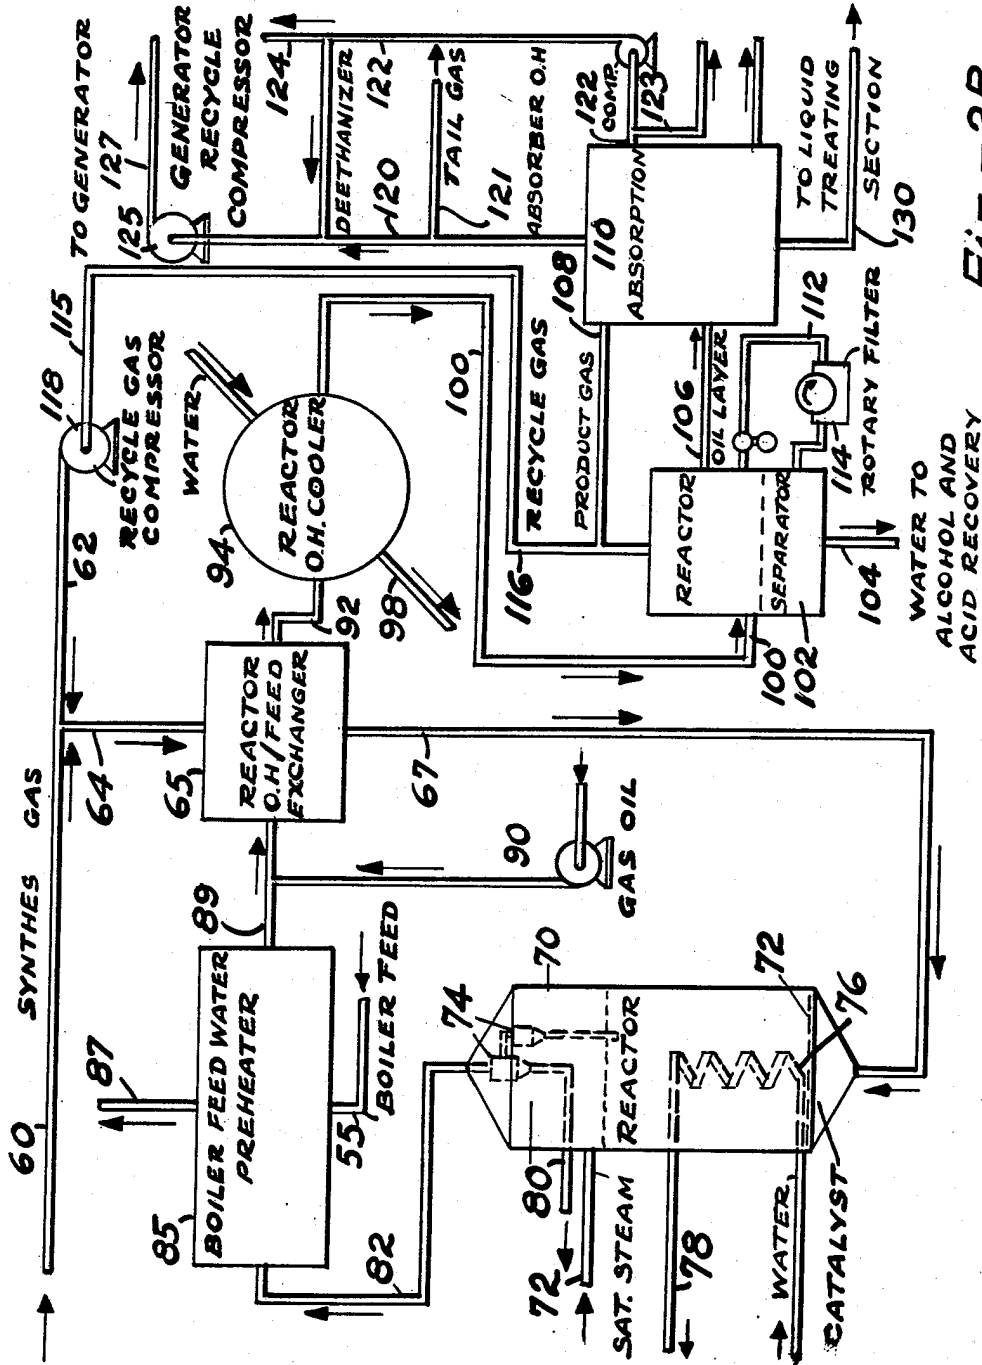 60
SYNTHES GAS
62
118
RECYCLE GAS
COMPRESSOR
115
TO GENERATOR
127
125
GENERATOR
RECYCLE
COMPRESSOR
124
87
85
BOILER FEED WATER
PREHEATER
55
BOILER FEED
89
64
65
REACTOR
O.H/FEED
EXCHANGER
67
92
94
REACTOR
O.H.COOLER
WATER
98
100
DEETHANIZER
120
122
TAIL GAS
121
ABSORBER O.H
82
90
GAS OIL
74
70
80
72
SAT. STEAM
REACTOR
72
76
78
WATER
CATALYST
116
RECYCLE GAS
PRODUCT GAS
108
110
ABSORPTION
122
COMP.
123
REACTOR
SEPARATOR
100
102
104
106
OIL LAYER
112
114
ROTARY FILTER
WATER TO
ALCOHOL AND
ACID RECOVERY
TO LIQUID
TREATING
SECTION
130